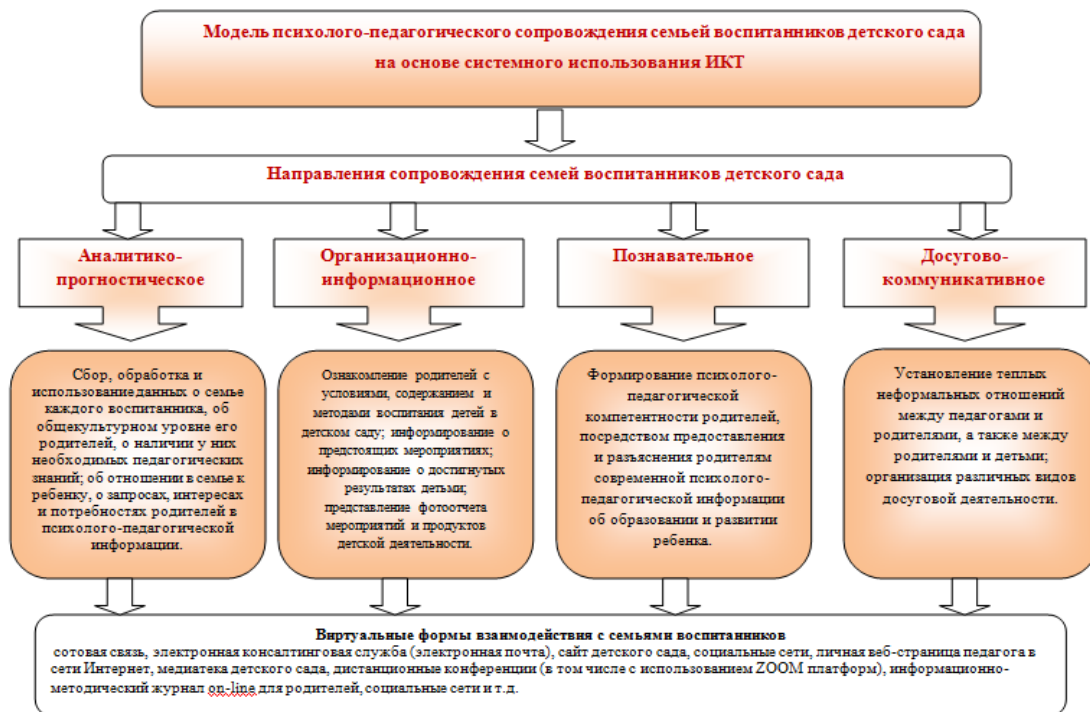 Модель психолого-педагогического сопровождения семьей воспитанников детского сада
на основе системного использования ИКТ
Направления сопровождения семей воспитанников детского сада
Аналитико-
прогностическое
Организационно-
информационное
Познавательное
Досугово-
коммуникативное
Сбор, обработка и
использование данных о семье
каждого воспитанника, об
общекультурном уровне его
родителей, о наличии у них
необходимых педагогических
знаний; об отношении в семье к
ребенку, о запросах, интересах
и потребностях родителей в
психолого-педагогической
информации.
Ознакомление родителей с
условиями, содержанием и
методами воспитания детей в
детском саду; информирование о
предстоящих мероприятиях;
информирование о достигнутых
результатах детьми;
представление фотоотчета
мероприятий и продуктов
детской деятельности.
Формирование психолого-
педагогической
компетентности родителей,
посредством предоставления
и разъяснения родителям
современной психолого-
педагогической информации
об образовании и развитии
ребенка.
Установление теплых
неформальных отношений
между педагогами и
родителями, а также между
родителями и детьми;
организация различных видов
досуговой деятельности.
Виртуальные формы взаимодействия с семьями воспитанников
сотовая связь, электронная консалтинговая служба (электронная почта), сайт детского сада, социальные сети, личная веб-страница педагога в
сети Интернет, медиатека детского сада, дистанционные конференции (в том числе с использованием ZOOM платформ), информационно-
методический журнал on-line для родителей, социальные сети и т.д.